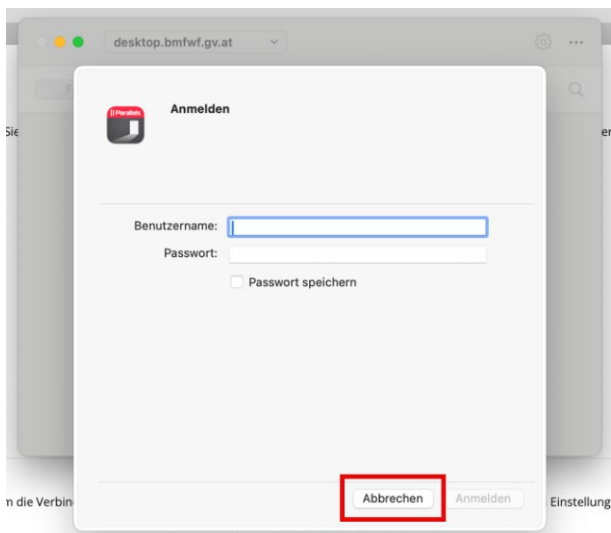 desktop.bmfwf.gv.at
Parallels
Anmelden
Sie
er
Benutzername:
Passwort:
Passwort speichern
Abbrechen
Anmelden
m die Verbin
Einstellung